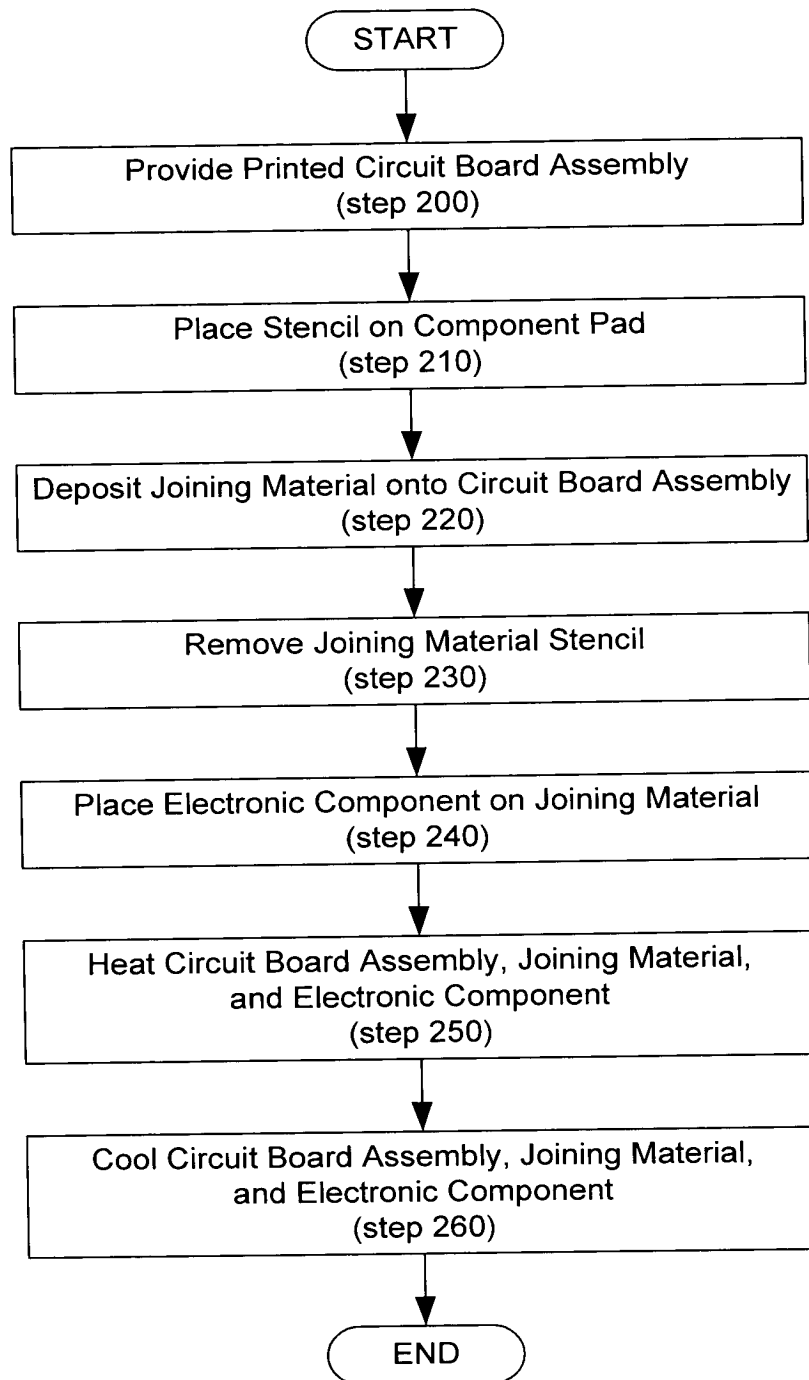 START
Provide Printed Circuit Board Assembly
(step 200)
Place Stencil on Component Pad
(step 210)
Deposit Joining Material onto Circuit Board Assembly
(step 220)
Remove Joining Material Stencil
(step 230)
Place Electronic Component on Joining Material
(step 240)
Heat Circuit Board Assembly, Joining Material,
and Electronic Component
(step 250)
Cool Circuit Board Assembly, Joining Material,
and Electronic Component
(step 260)
END